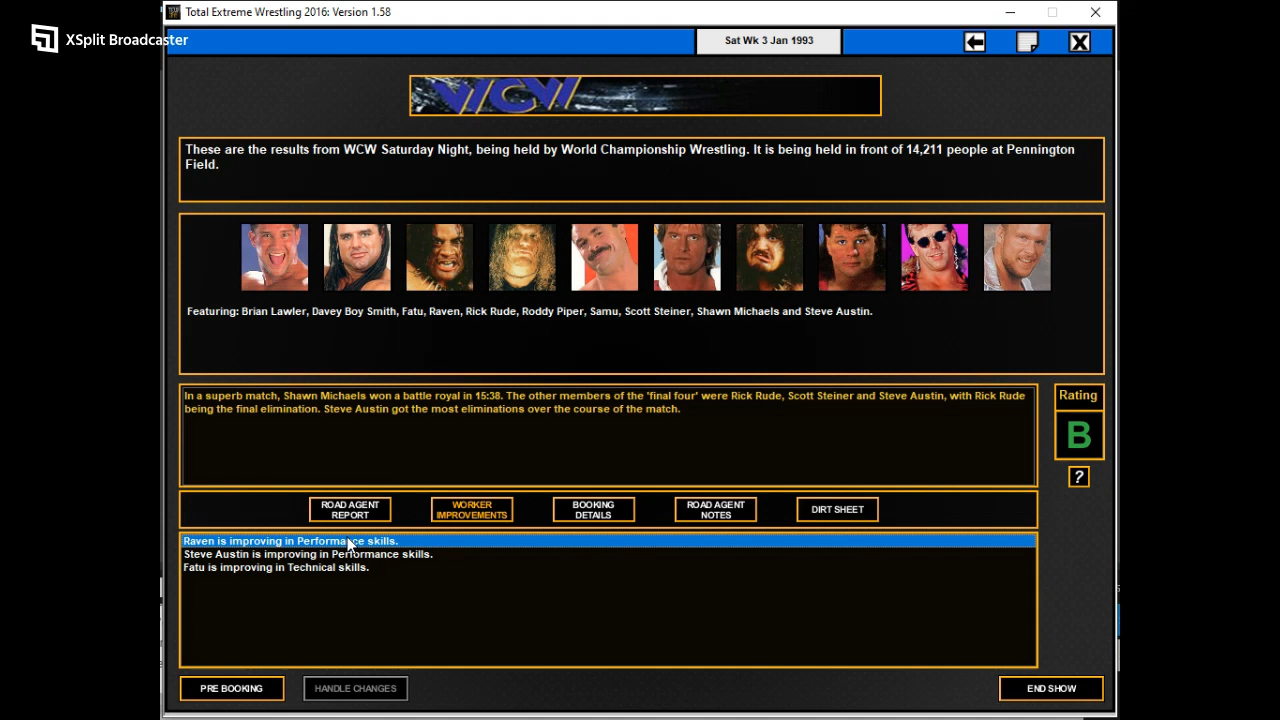 Total Extreme Wrestling 2016: Version 1.58
XSplit Broadcaster
Sat Wk 3 Jan 1993
WCW
These are the results from WCW Saturday Night, being held by World Championship Wrestling. It is being held in front of 14,211 people at Pennington
Field.
Featuring: Brian Lawler, Davey Boy Smith, Fatu, Raven, Rick Rude, Roddy Piper, Samu, Scott Steiner, Shawn Michaels and Steve Austin.
In a superb match, Shawn Michaels won a battle royal in 15:38. The other members of the 'final four' were Rick Rude, Scott Steiner and Steve Austin, with Rick Rude
being the final elimination. Steve Austin got the most eliminations over the course of the match.
Rating
B
?
ROAD AGENT
REPORT
WORKER
IMPROVEMENTS
BOOKING
DETAILS
ROAD AGENT
NOTES
DIRT SHEET
Raven is improving in Performance skills.
Steve Austin is improving in Performance skills.
Fatu is improving in Technical skills.
PRE BOOKING
HANDLE CHANGES
END SHOW